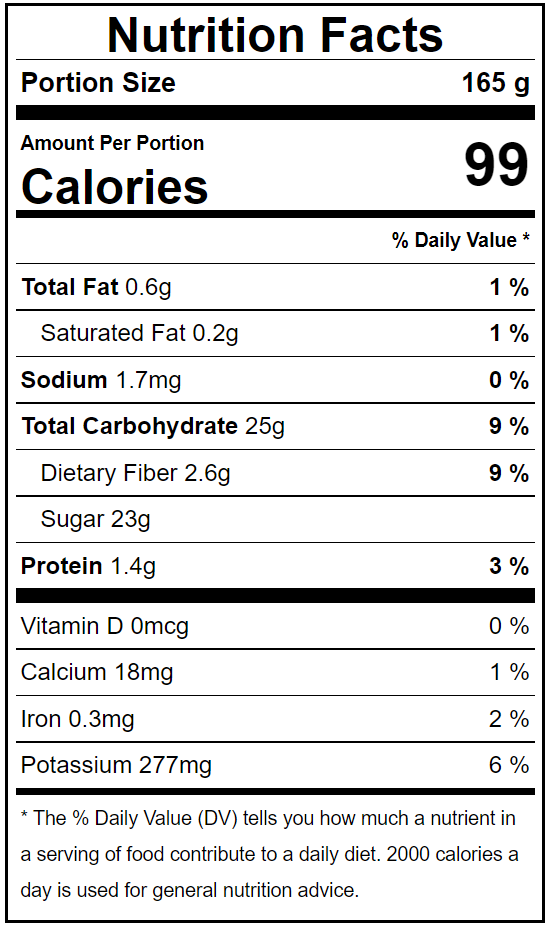 Nutrition Facts
Portion Size 165 g
Amount Per Portion
Calories 99
% Daily Value *
Total Fat 0.6g 1 %
Saturated Fat 0.2g 1 %
Sodium 1.7mg 0 %
Total Carbohydrate 25g 9 %
Dietary Fiber 2.6g 9 %
Sugar 23g
Protein 1.4g 3 %
Vitamin D 0mcg 0 %
Calcium 18mg 1 %
Iron 0.3mg 2 %
Potassium 277mg 6 %
* The % Daily Value (DV) tells you how much a nutrient in
a serving of food contribute to a daily diet. 2000 calories a
day is used for general nutrition advice.